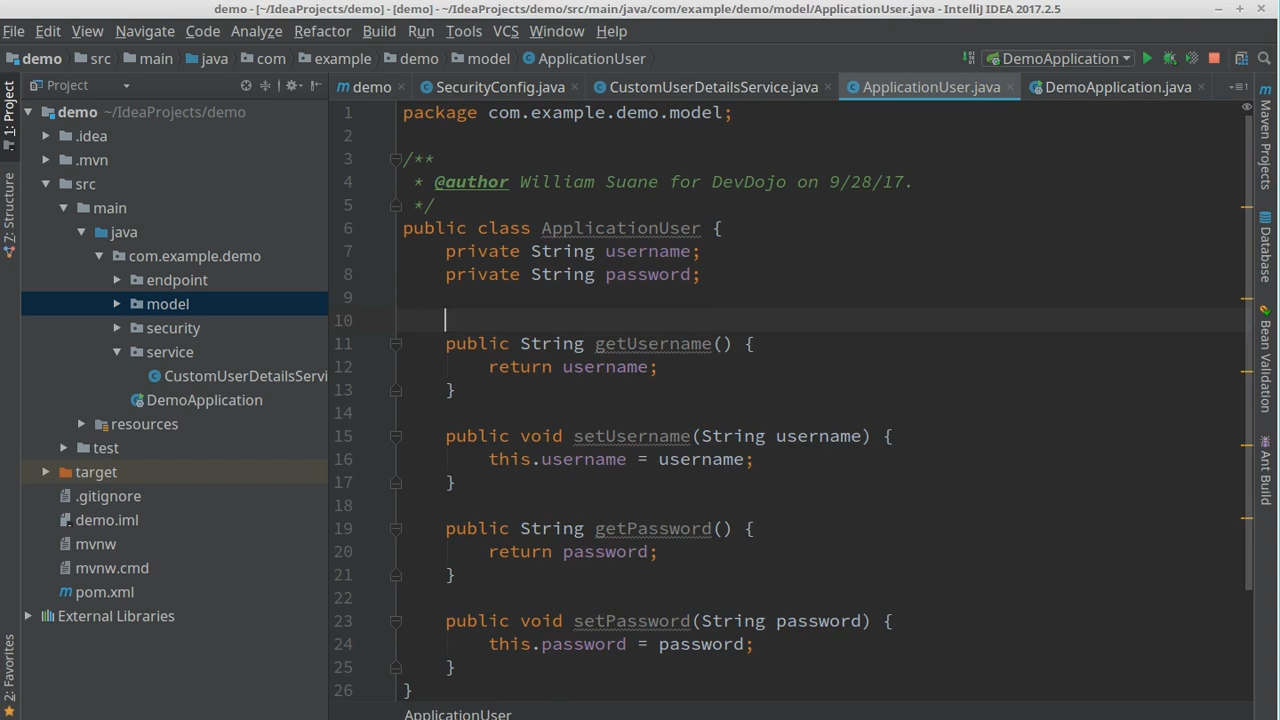 demo - [~/IdeaProjects/demo] - [demo] - ~/IdeaProjects/demo/src/main/java/com/example/demo/model/ApplicationUser.java - IntelliJ IDEA 2017.2.5
File Edit View Navigate Code Analyze Refactor Build Run Tools VCS Window Help
demo src main java com example demo model ApplicationUser DemoApplication
Project
demo SecurityConfig.java CustomUserDetailsService.java ApplicationUser.java DemoApplication.java
1: Project
Z: Structure
2: Favorites
demo ~/IdeaProjects/demo
.idea
.mvn
src
main
java
com.example.demo
endpoint
model
security
service
CustomUserDetailsServi
DemoApplication
resources
test
target
.gitignore
demo.iml
mvnw
mvnw.cmd
pom.xml
External Libraries
1 package com.example.demo.model;
2
3 /**
4 * @author William Suane for DevDojo on 9/28/17.
5 */
6 public class ApplicationUser {
7 private String username;
8 private String password;
9
10
11 public String getUsername() {
12 return username;
13 }
14
15 public void setUsername(String username) {
16 this.username = username;
17 }
18
19 public String getPassword() {
20 return password;
21 }
22
23 public void setPassword(String password) {
24 this.password = password;
25 }
26 }
ApplicationUser
Maven Projects
Database
Bean Validation
Ant Build